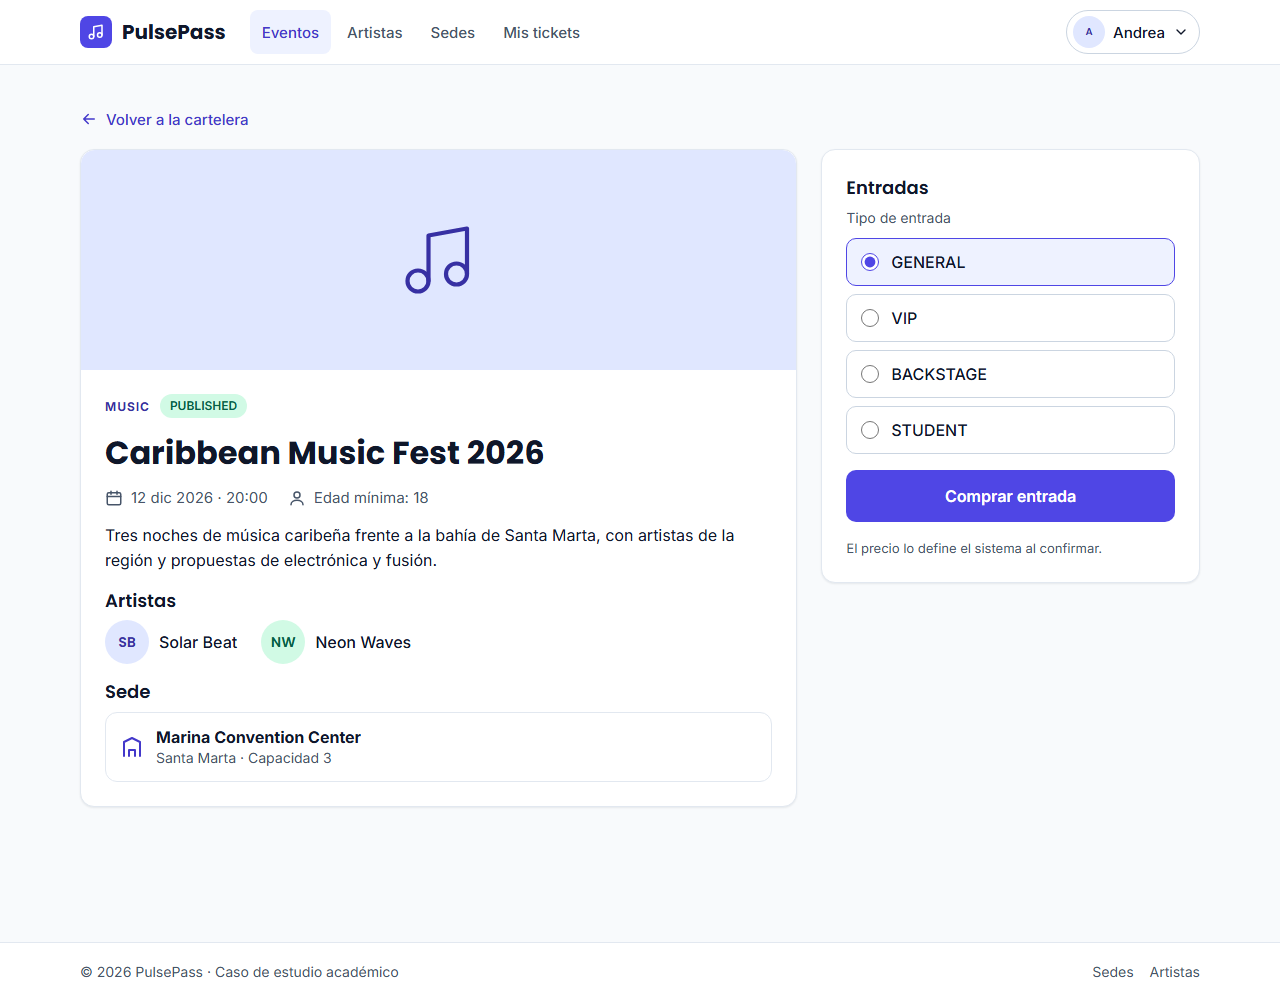 PulsePass
Eventos
Artistas
Sedes
Mis tickets
A
Andrea
Volver a la cartelera
MUSIC
PUBLISHED
Caribbean Music Fest 2026
12 dic 2026 · 20:00
Edad mínima: 18
Tres noches de música caribeña frente a la bahía de Santa Marta, con artistas de la
región y propuestas de electrónica y fusión.
Artistas
SB
Solar Beat
NW
Neon Waves
Sede
Marina Convention Center
Santa Marta · Capacidad 3
Entradas
Tipo de entrada
GENERAL
VIP
BACKSTAGE
STUDENT
Comprar entrada
El precio lo define el sistema al confirmar.
© 2026 PulsePass · Caso de estudio académico
Sedes
Artistas